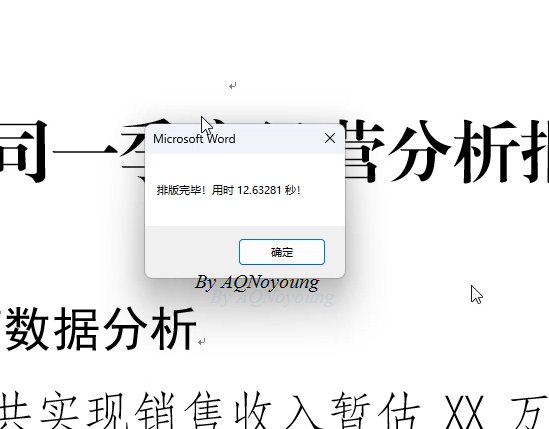 同一季 营分析报
Microsoft Word
排版完毕！用时 12.63281 秒！
确定
By AQNoyoung
By AQNoyoung
数据分析
共实现销售收入暂估 XX 万